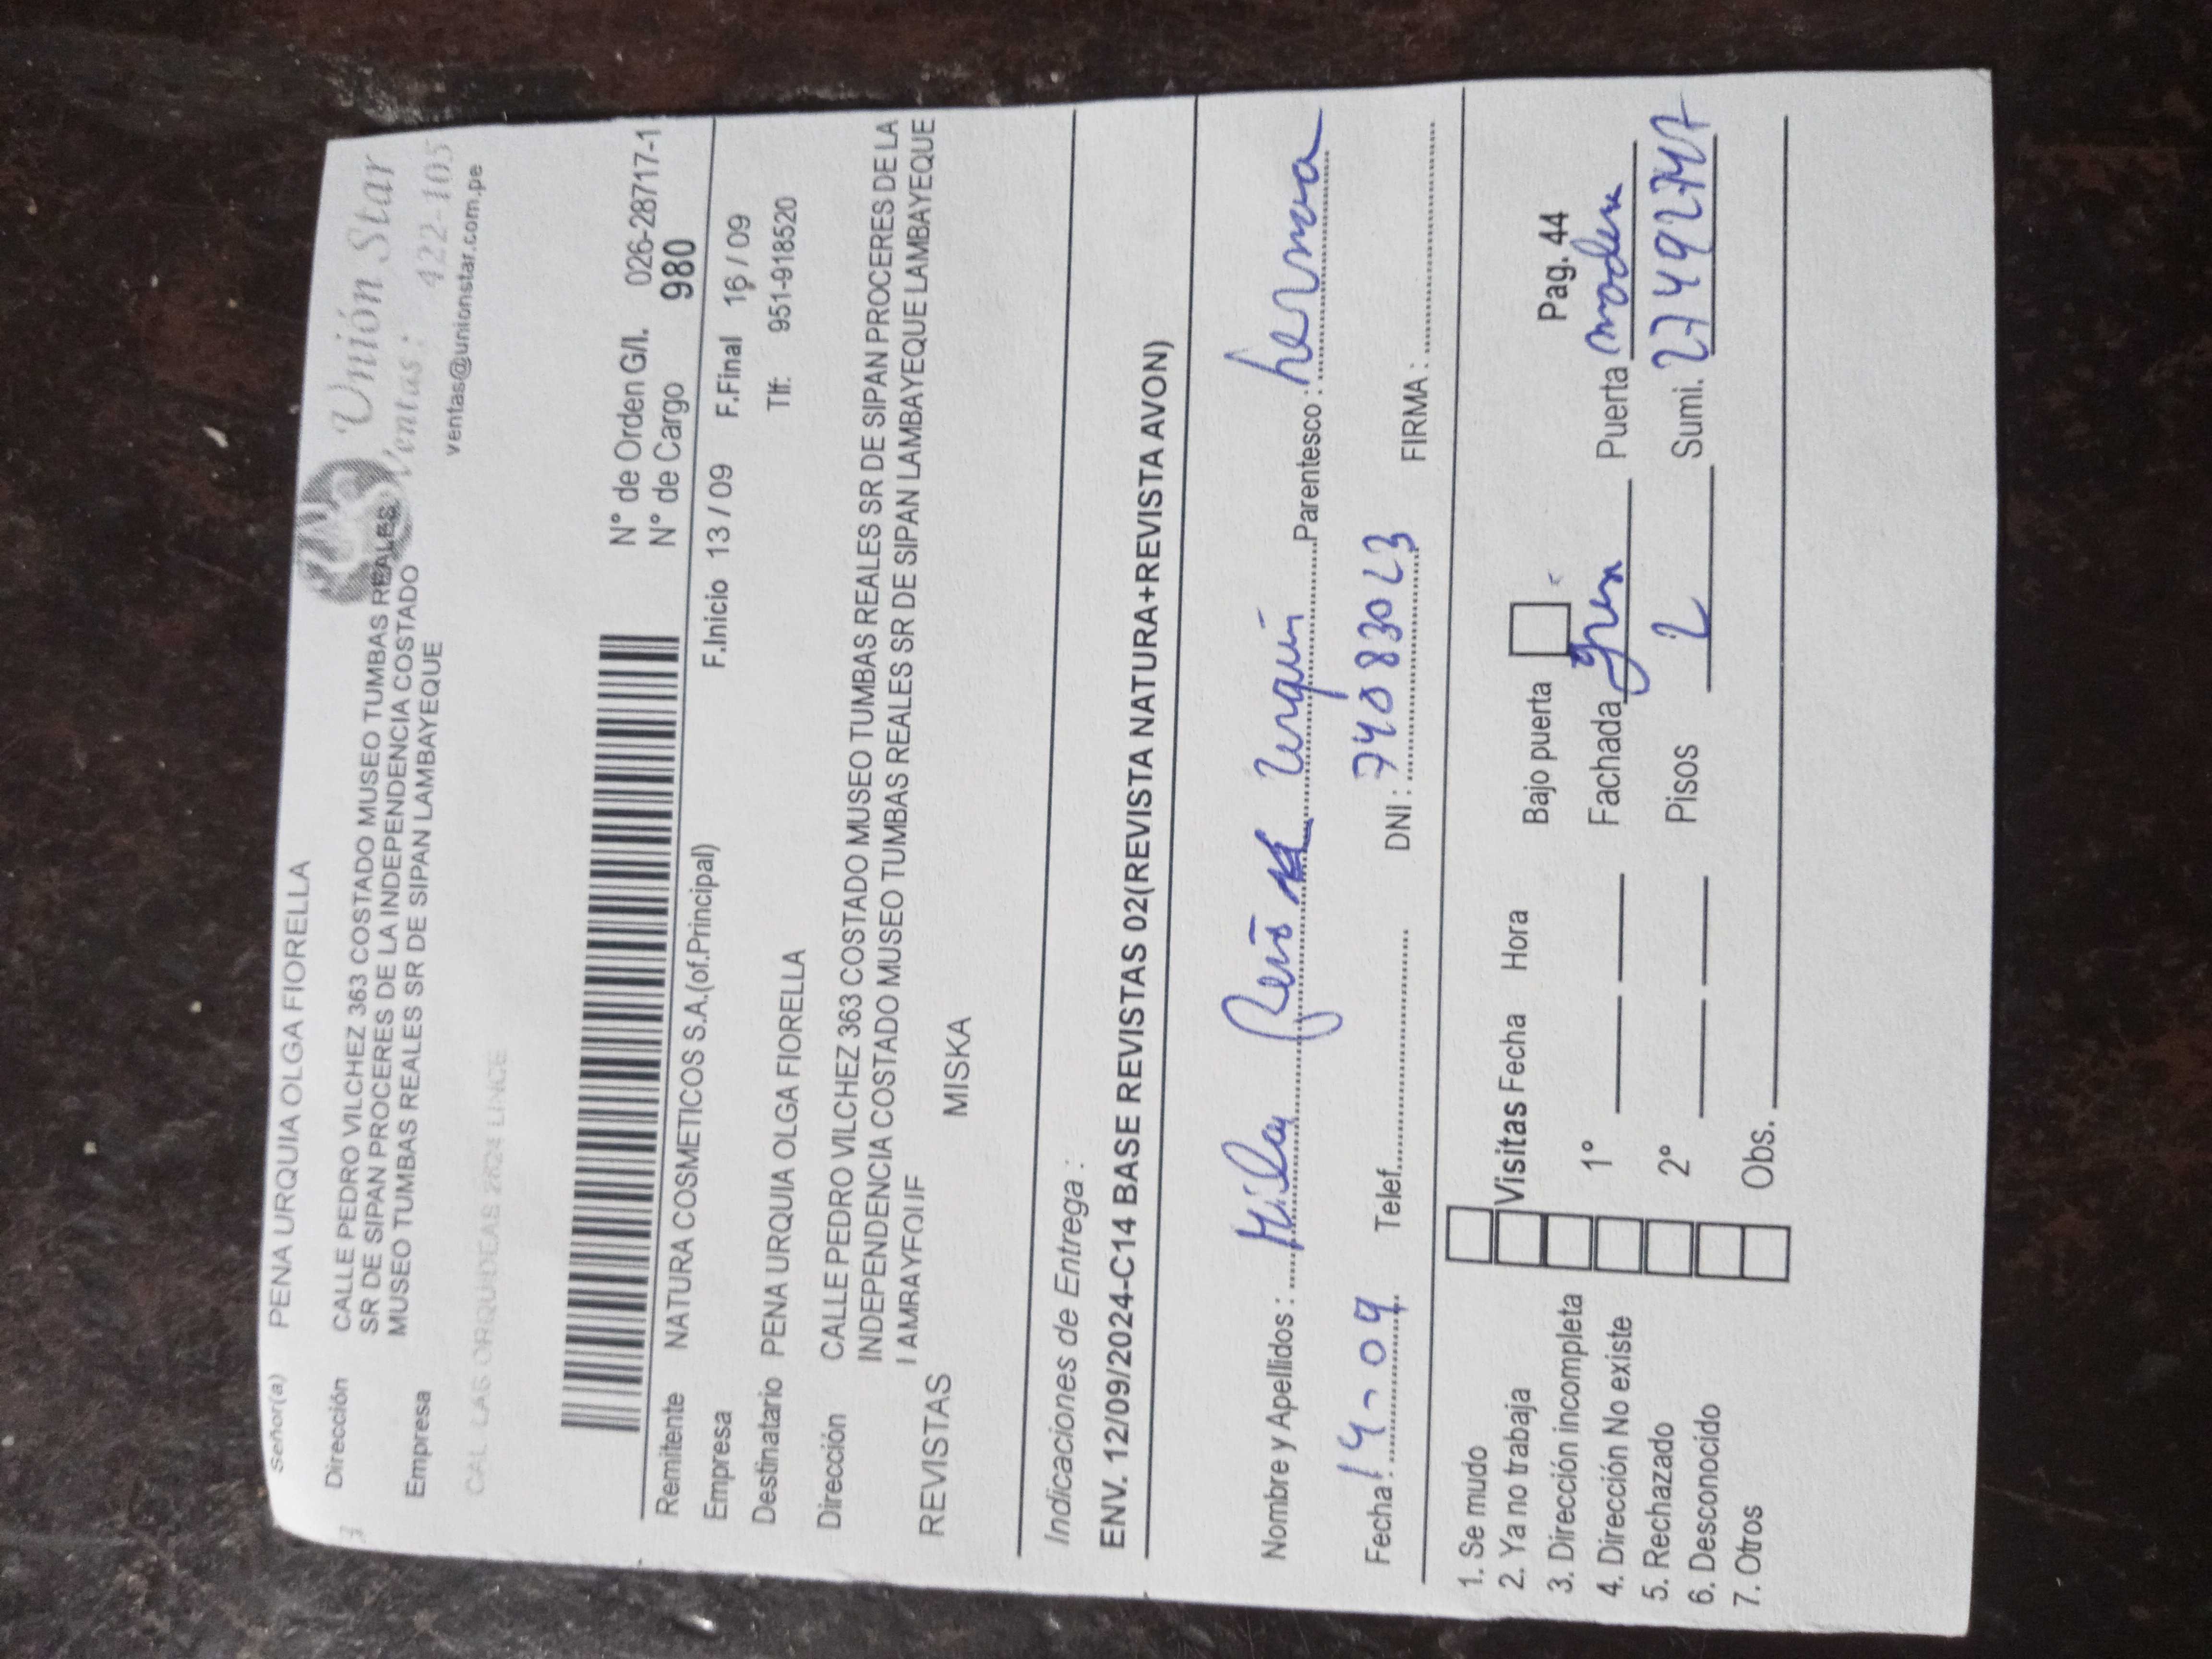 Señor(a) PENA URQUIA OLGA FIORELLA
Dirección CALLE PEDRO VILCHEZ 363 COSTADO MUSEO TUMBAS REALES
SR DE SIPAN PROCERES DE LA INDEPENDENCIA COSTADO
Empresa MUSEO TUMBAS REALES SR DE SIPAN LAMBAYEQUE
CAL LAS ORQUIDEAS LINCE
Unión Star
Ventas: 422-105
ventas@unionstar.com.pe
N° de Orden G/I. 026-28717-1
N° de Cargo 980
Remitente NATURA COSMETICOS S.A.(of.Principal)
Empresa F.Inicio 13 / 09 F.Final 16 / 09
Destinatario PENA URQUIA OLGA FIORELLA Tlf: 951-918520
Dirección CALLE PEDRO VILCHEZ 363 COSTADO MUSEO TUMBAS REALES SR DE SIPAN PROCERES DE LA
INDEPENDENCIA COSTADO MUSEO TUMBAS REALES SR DE SIPAN LAMBAYEQUE LAMBAYEQUE
REVISTAS MISKA
Indicaciones de Entrega :
ENV. 12/09/2024-C14 BASE REVISTAS 02(REVISTA NATURA+REVISTA AVON)
Nombre y Apellidos : Peña Urquia Parentesco : hermana
Fecha: 14-09 Telef. DNI : 74083023 FIRMA :
1. Se mudo
2. Ya no trabaja
3. Dirección incompleta
4. Dirección No existe
5. Rechazado
6. Desconocido
7. Otros
Visitas Fecha Hora Bajo puerta Pag. 44
1° Fachada Puerta
2° Pisos 2 Sumi.
Obs.